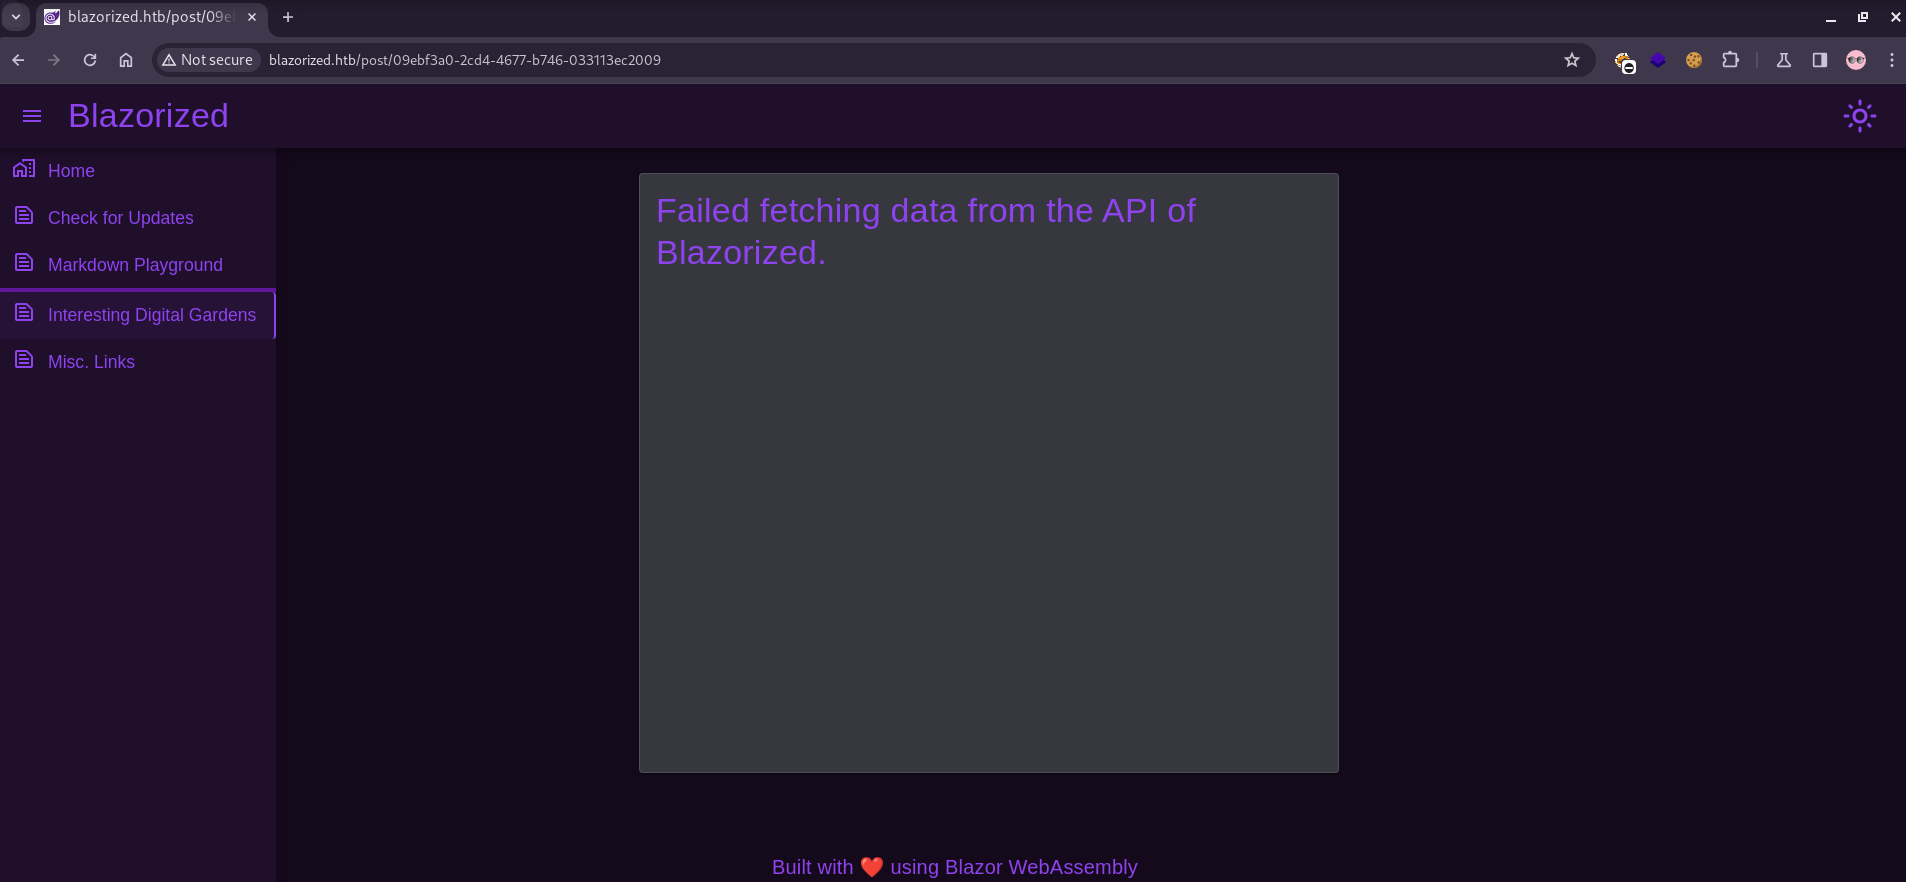 blazorized.htb/post/09e
Not secure
blazorized.htb/post/09ebf3a0-2cd4-4677-b746-033113ec2009
Blazorized
Home
Check for Updates
Markdown Playground
Interesting Digital Gardens
Misc. Links
Failed fetching data from the API of
Blazorized.
Built with ❤️ using Blazor WebAssembly